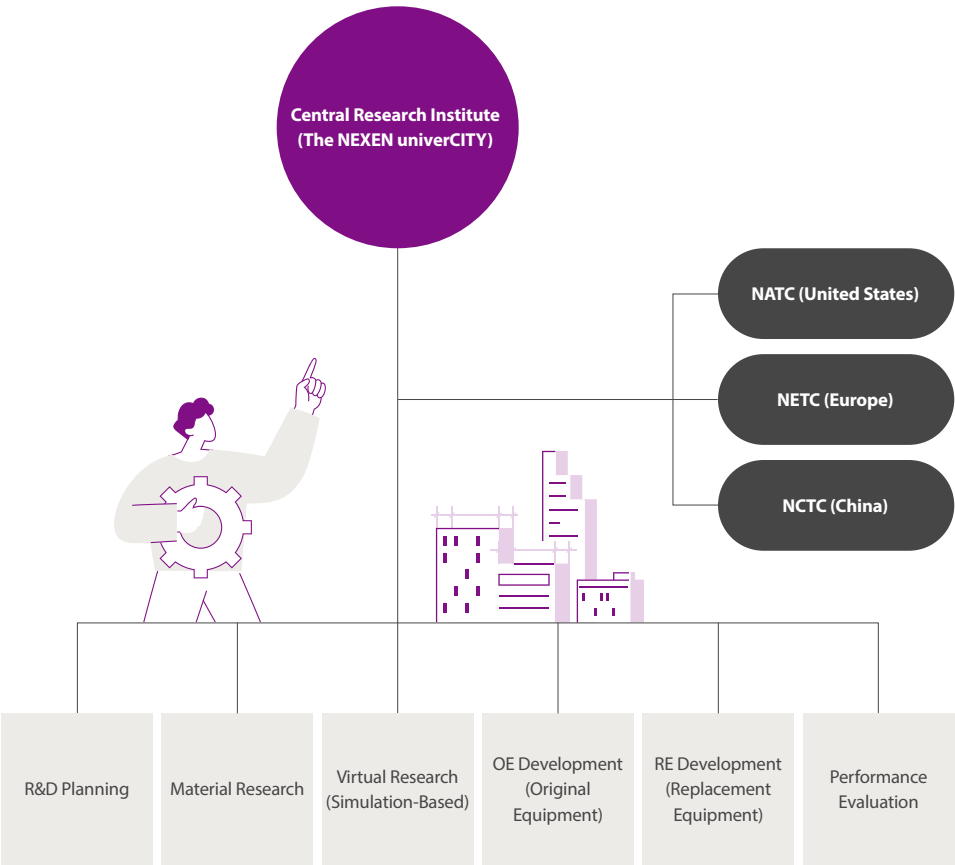 Central Research Institute
(The NEXEN univerCITY)
NATC (United States)
NETC (Europe)
NCTC (China)
R&D Planning
Material Research
Virtual Research
(Simulation-Based)
OE Development
(Original
Equipment)
RE Development
(Replacement
Equipment)
Performance
Evaluation